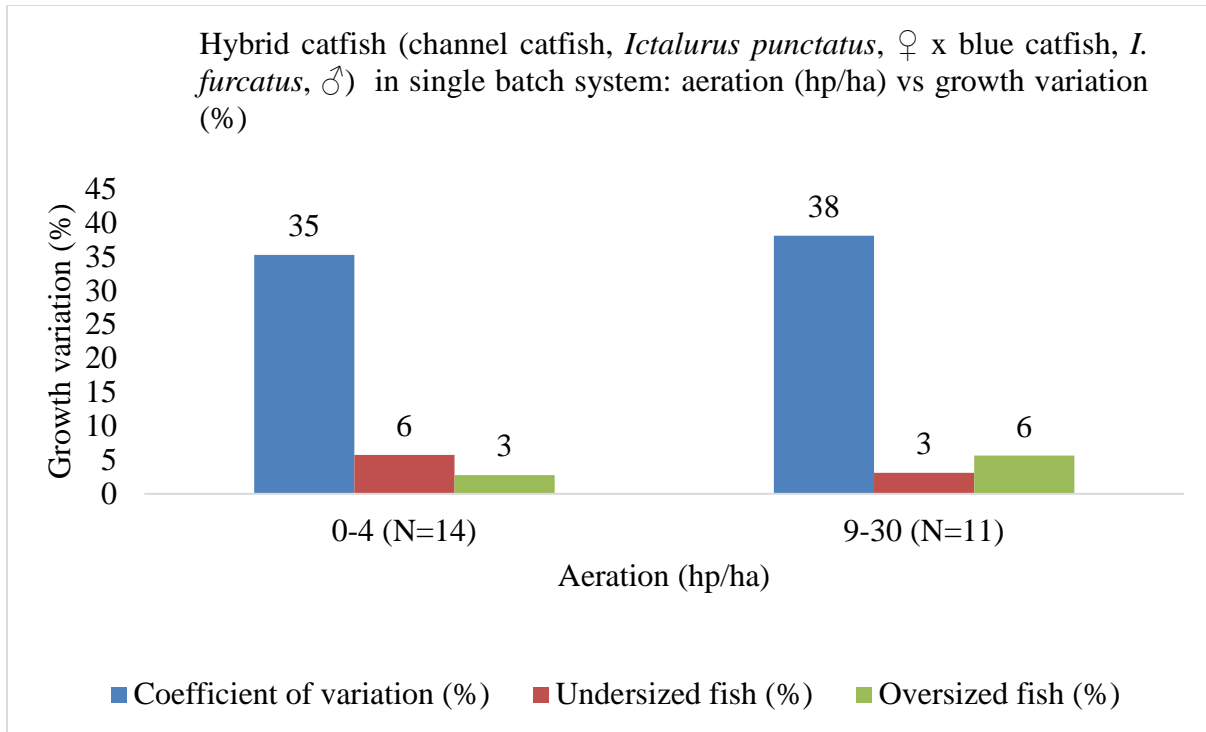 Hybrid catfish (channel catfish, Ictalurus punctatus, ♀ x blue catfish, I.
furcatus, ♂) in single batch system: aeration (hp/ha) vs growth variation
(%)
Growth variation (%)
45
40
35
30
25
20
15
10
5
0
35
6
3
38
3
6
0-4 (N=14)
9-30 (N=11)
Aeration (hp/ha)
Coefficient of variation (%)
Undersized fish (%)
Oversized fish (%)